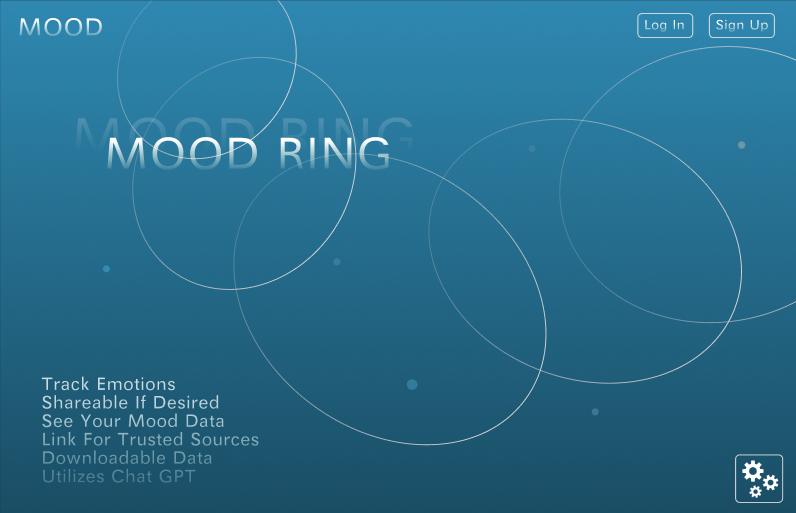 MOOD
Log In
Sign Up
MOOD RING
MOOD RING
Track Emotions
Shareable If Desired
See Your Mood Data
Link For Trusted Sources
Downloadable Data
Utilizes Chat GPT